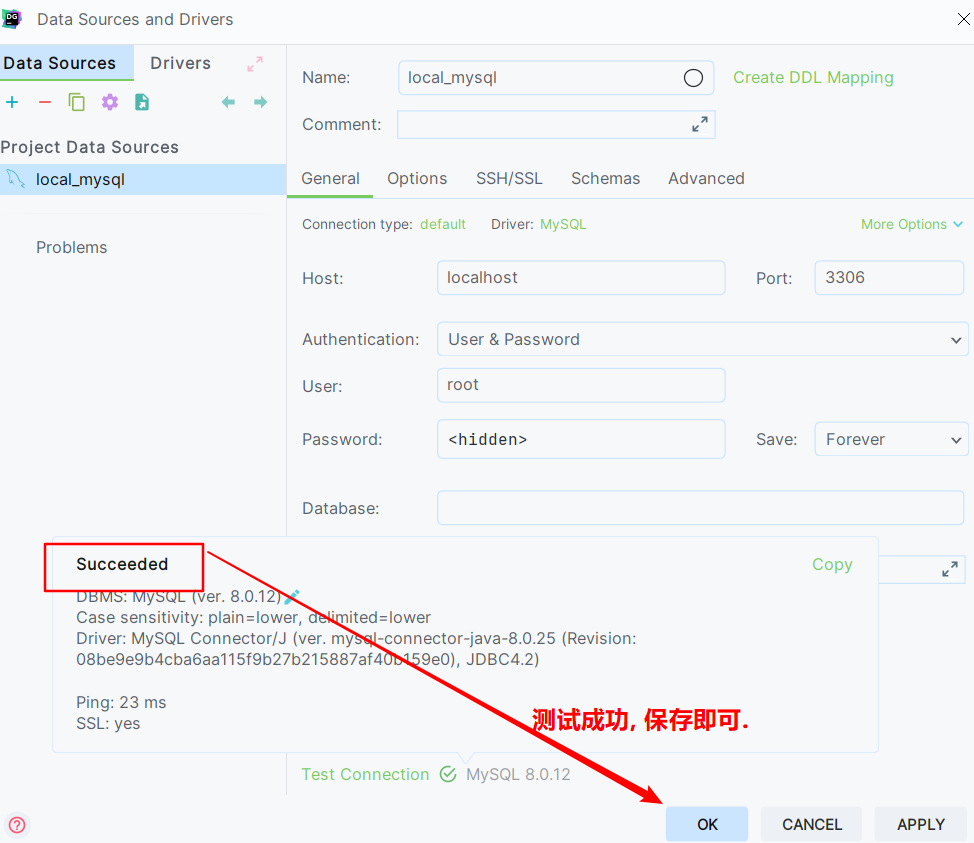 DG
Data Sources and Drivers
Data Sources
Drivers
Name:
local_mysql
Create DDL Mapping
Comment:
Project Data Sources
local_mysql
Problems
General
Options
SSH/SSL
Schemas
Advanced
Connection type: default
Driver: MySQL
More Options
Host:
localhost
Port:
3306
Authentication:
User & Password
User:
root
Password:
<hidden>
Save:
Forever
Database:
Succeeded
Copy
DBMS: MySQL (ver. 8.0.12)
Case sensitivity: plain=lower, delimited=lower
Driver: MySQL Connector/J (ver. mysql-connector-java-8.0.25 (Revision:
08be9e9b4cba6aa115f9b27b215887af40b159e0), JDBC4.2)
Ping: 23 ms
SSL: yes
测试成功, 保存即可.
Test Connection
MySQL 8.0.12
?
OK
CANCEL
APPLY